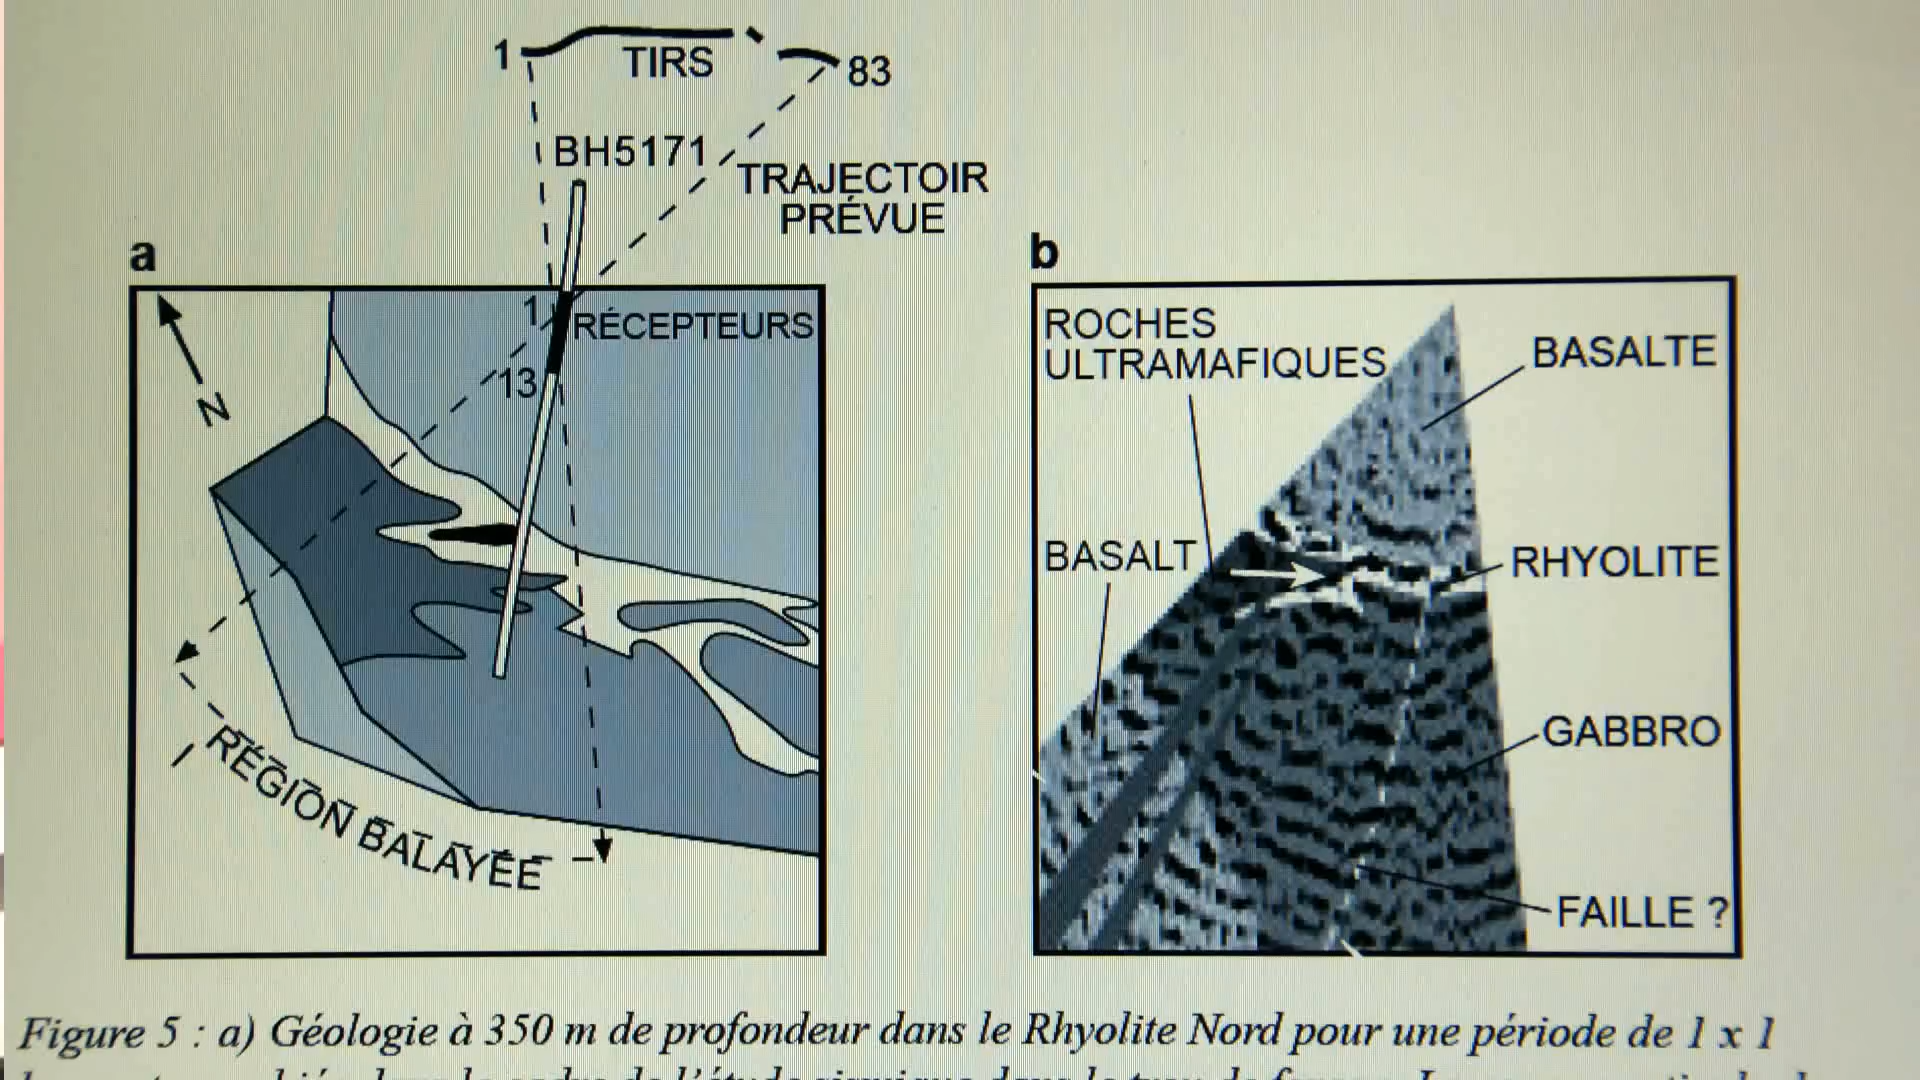 1
TIRS
83
BH5171
TRAJECTOIR
PRÉVUE
a
1
RÉCEPTEURS
13
N
RÉGION BALAYÉE
b
ROCHES
ULTRAMAFIQUES
BASALTE
BASALT
RHYOLITE
GABBRO
FAILLE ?
Figure 5 : a) Géologie à 350 m de profondeur dans le Rhyolite Nord pour une période de 1 x 1